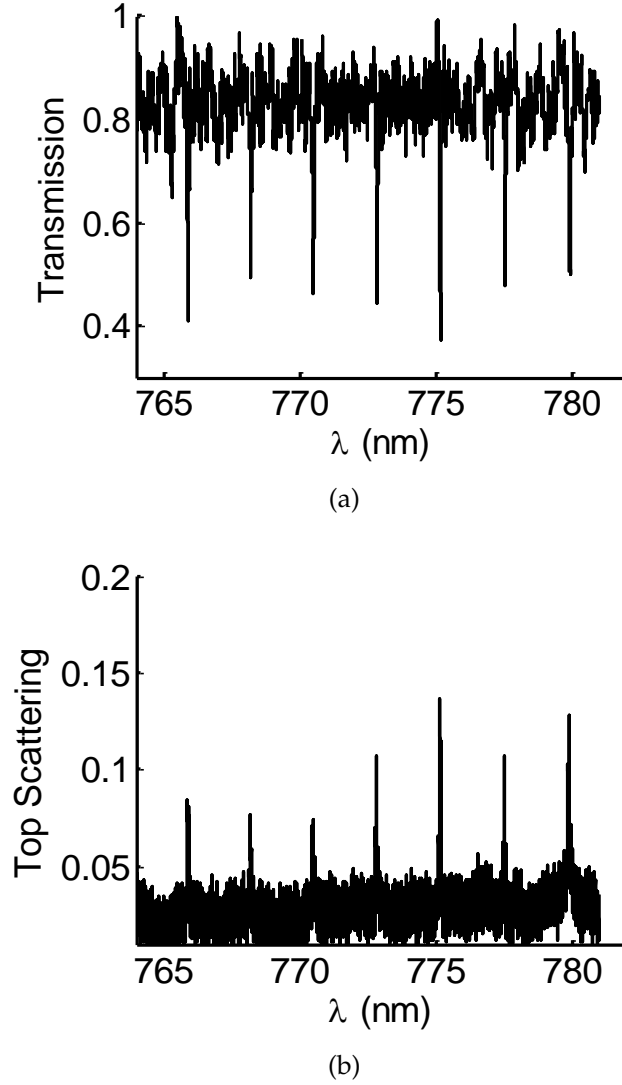 1
0.8
0.6
0.4
Transmission
765 770 775 780
λ (nm)
(a)
0.2
0.15
0.1
0.05
Top Scattering
765 770 775 780
λ (nm)
(b)